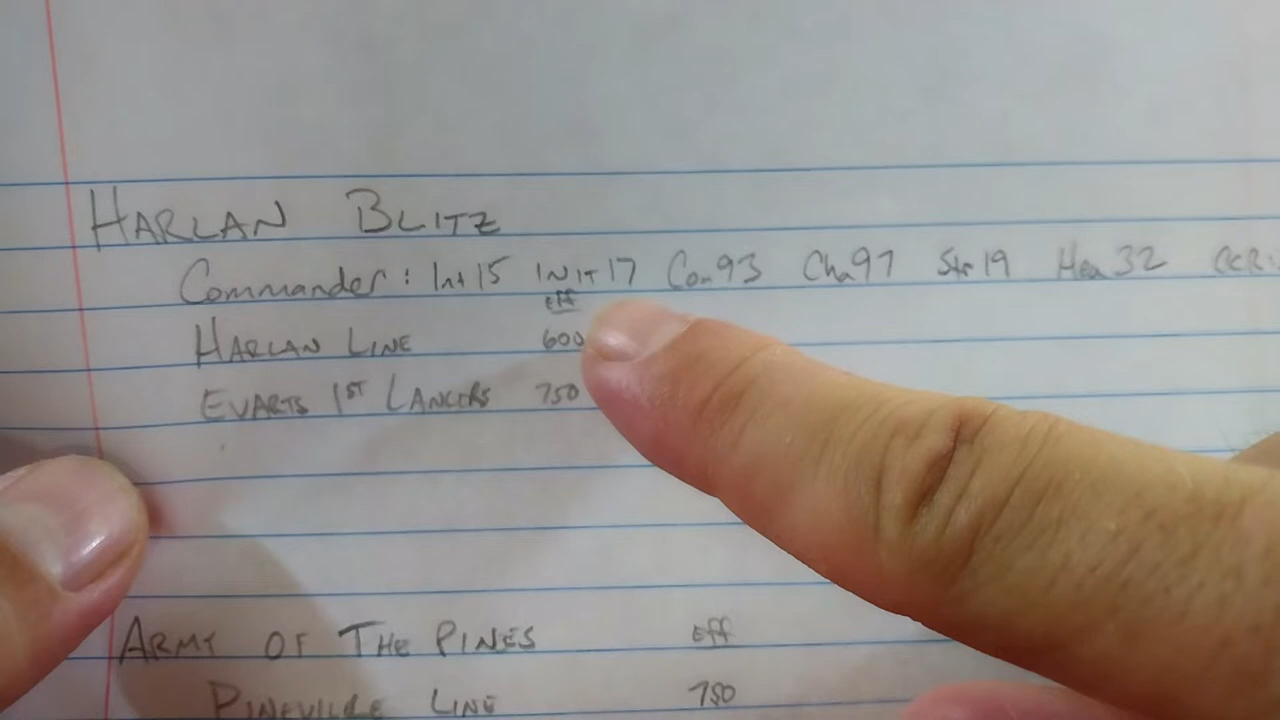 HARLAN BLITZ
Commander: Int 15 INIT 17 Con 93 Cha 97 Str 19 Hea 32
Eff
HARLAN LINE 600
EVARTS 1ST LANCERS 750
ARMY OF THE PINES Eff
PINEVILLE LINE 750